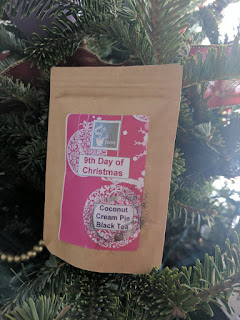 9th Day of
Christmas
Coconut
Cream Pie
Black Tea